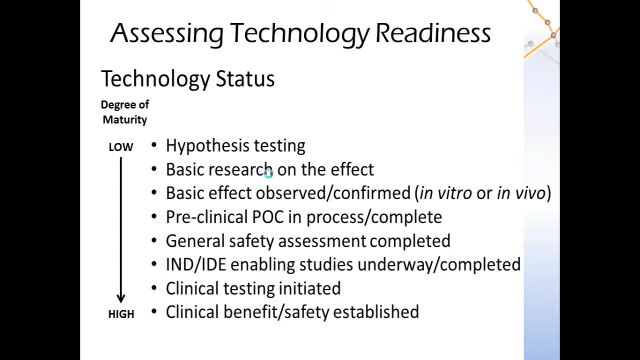 Assessing Technology Readiness
Technology Status
Degree of
Maturity
LOW
• Hypothesis testing
• Basic research on the effect
• Basic effect observed/confirmed (in vitro or in vivo)
• Pre-clinical POC in process/complete
• General safety assessment completed
• IND/IDE enabling studies underway/completed
• Clinical testing initiated
HIGH
• Clinical benefit/safety established